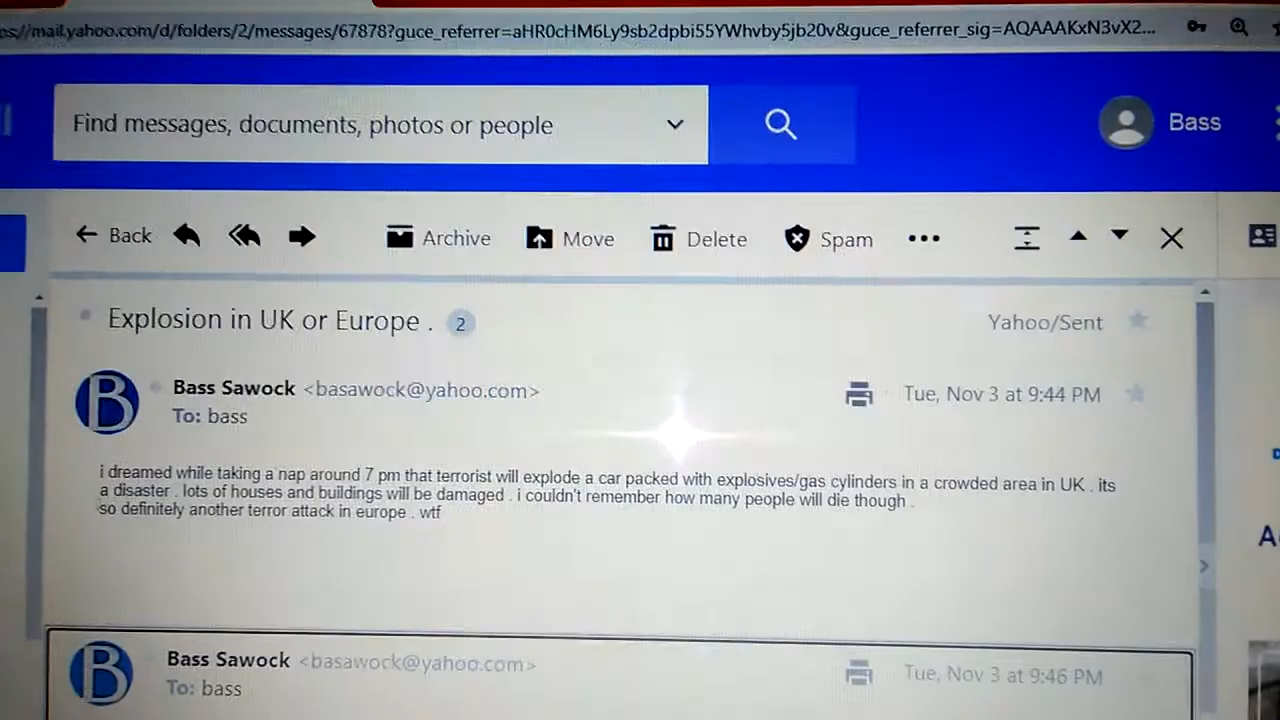 ps://mail.yahoo.com/d/folders/2/messages/67878?guce_referrer=aHR0cHM6Ly9sb2dpbi55YWhvby5jb20v&guce_referrer_sig=AQAAAKxN3vX2...
Find messages, documents, photos or people
Bass
Back
Archive
Move
Delete
Spam
Explosion in UK or Europe . 2
Yahoo/Sent
B
Bass Sawock <basawock@yahoo.com>
Tue, Nov 3 at 9:44 PM
To: bass
i dreamed while taking a nap around 7 pm that terrorist will explode a car packed with explosives/gas cylinders in a crowded area in UK . its
a disaster . lots of houses and buildings will be damaged . i couldn't remember how many people will die though .
so definitely another terror attack in europe . wtf
B
Bass Sawock <basawock@yahoo.com>
Tue, Nov 3 at 9:46 PM
To: bass
A